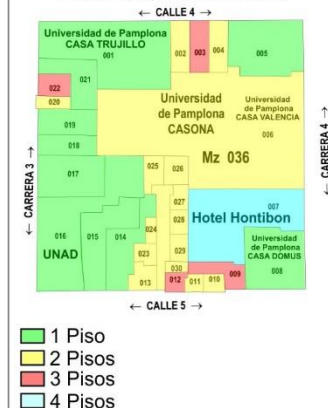 ← CALLE 4 →
Universidad de Pamplona
CASA TRUJILLO
001
002
003
004
005
021
022
020
019
018
017
Universidad
de Pamplona
CASONA
Universidad
de Pamplona
CASA VALENCIA
006
Mz 036
← CARRERA 3 →
← CARRERA 4 →
025
026
027
028
007
Hotel Hontibon
016
015
014
024
UNAD
023
029
030
Universidad
de Pamplona
CASA DOMUS
008
013
012
011
010
009
← CALLE 5 →
1 Piso
2 Pisos
3 Pisos
4 Pisos